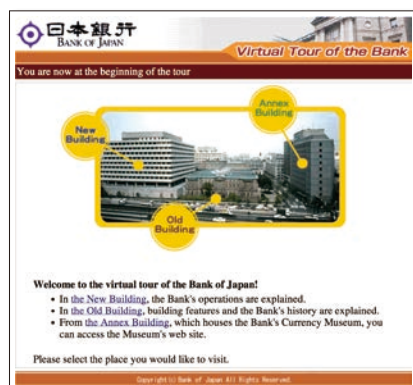 日本銀行
BANK OF JAPAN
Virtual Tour of the Bank
You are now at the beginning of the tour
Annex
Building
New
Building
Old
Building
Welcome to the virtual tour of the Bank of Japan!
• In the New Building, the Bank's operations are explained.
• In the Old Building, building features and the Bank's history are explained.
• From the Annex Building, which houses the Bank's Currency Museum, you
can access the Museum's web site.
Please select the place you would like to visit.
Copyright (c) Bank of Japan All Rights Reserved.